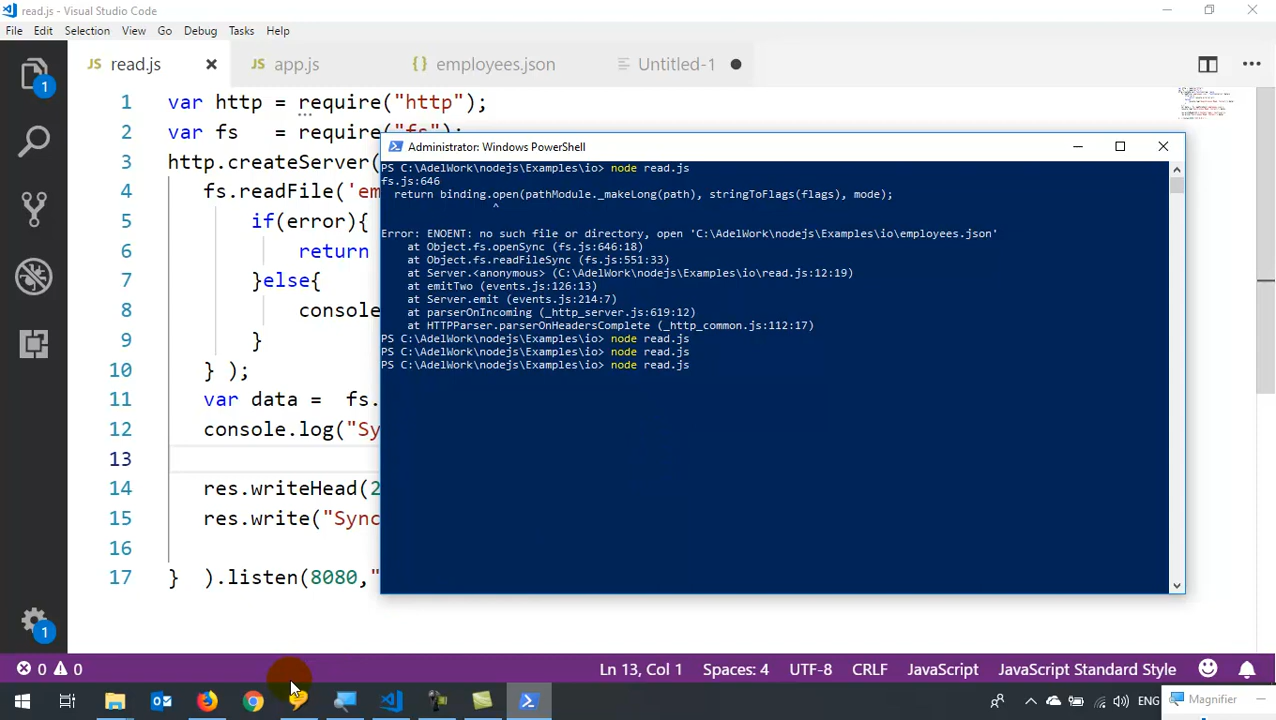 read.js - Visual Studio Code
File Edit Selection View Go Debug Tasks Help
JS read.js JS app.js {} employees.json Untitled-1
1 var http = require("http");
2 var fs = require("fs");
3 http.createServer(
4 fs.readFile('em
5 if(error){
6 return
7 }else{
8 console
9 }
10 } );
11 var data = fs.
12 console.log("Sy
13
14 res.writeHead(2
15 res.write("Sync
16
17 } ).listen(8080,"
Administrator: Windows PowerShell
PS C:\AdelWork\nodejs\Examples\io> node read.js
fs.js:646
return binding.open(pathModule._makeLong(path), stringToFlags(flags), mode);
^
Error: ENOENT: no such file or directory, open 'C:\AdelWork\nodejs\Examples\io\employees.json'
at Object.fs.openSync (fs.js:646:18)
at Object.fs.readFileSync (fs.js:551:33)
at Server.<anonymous> (C:\AdelWork\nodejs\Examples\io\read.js:12:19)
at emitTwo (events.js:126:13)
at Server.emit (events.js:214:7)
at parserOnIncoming (_http_server.js:619:12)
at HTTPParser.parserOnHeadersComplete (_http_common.js:112:17)
PS C:\AdelWork\nodejs\Examples\io> node read.js
PS C:\AdelWork\nodejs\Examples\io> node read.js
PS C:\AdelWork\nodejs\Examples\io> node read.js
1
1
0 0 Ln 13, Col 1 Spaces: 4 UTF-8 CRLF JavaScript JavaScript Standard Style
ENG Magnifier